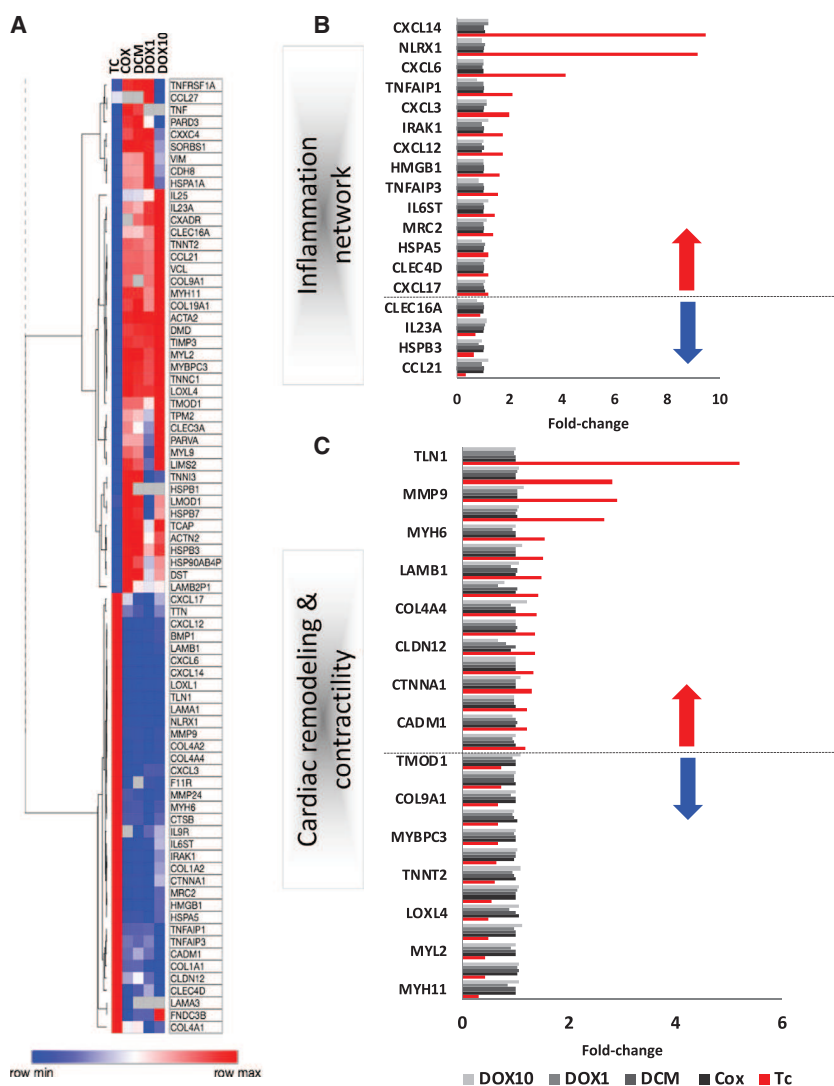 A
TC
COX
DCM
DOX1
DOX10
TNFRSF1A
CCL27
TNF
PARD3
CXXC4
SORBS1
VIM
CDH8
HSPA1A
IL25
IL23A
CXADR
CLEC16A
TNNT2
CCL21
VCL
COL9A1
MYH11
COL19A1
ACTA2
DMD
TIMP3
MYL2
MYBPC3
TNNC1
LOXL4
TMOD1
TPM2
CLEC3A
PARVA
MYL9
LIMS2
TNNI3
HSPB1
LMOD1
HSPB7
TCAP
ACTN2
HSPB3
HSP90AB4P
DST
LAMB2P1
CXCL17
TTN
CXCL12
BMP1
LAMB1
CXCL6
CXCL14
LOXL1
TLN1
LAMA1
NLRX1
MMP9
COL4A2
COL4A4
CXCL3
F11R
MMP24
MYH6
CTSB
IL9R
IL6ST
IRAK1
COL1A2
CTNNA1
MRC2
HMGB1
HSPA5
TNFAIP1
TNFAIP3
CADM1
COL1A1
CLDN12
CLEC4D
LAMA3
FNDC3B
COL4A1
row min
row max
B
Inflammation
network
CXCL14
NLRX1
CXCL6
TNFAIP1
CXCL3
IRAK1
CXCL12
HMGB1
TNFAIP3
IL6ST
MRC2
HSPA5
CLEC4D
CXCL17
CLEC16A
IL23A
HSPB3
CCL21
0 2 4 6 8 10
Fold-change
C
Cardiac remodeling &
contractility
TLN1
MMP9
MYH6
LAMB1
COL4A4
CLDN12
CTNNA1
CADM1
TMOD1
COL9A1
MYBPC3
TNNT2
LOXL4
MYL2
MYH11
0 2 4 6
Fold-change
DOX10 DOX1 DCM Cox Tc